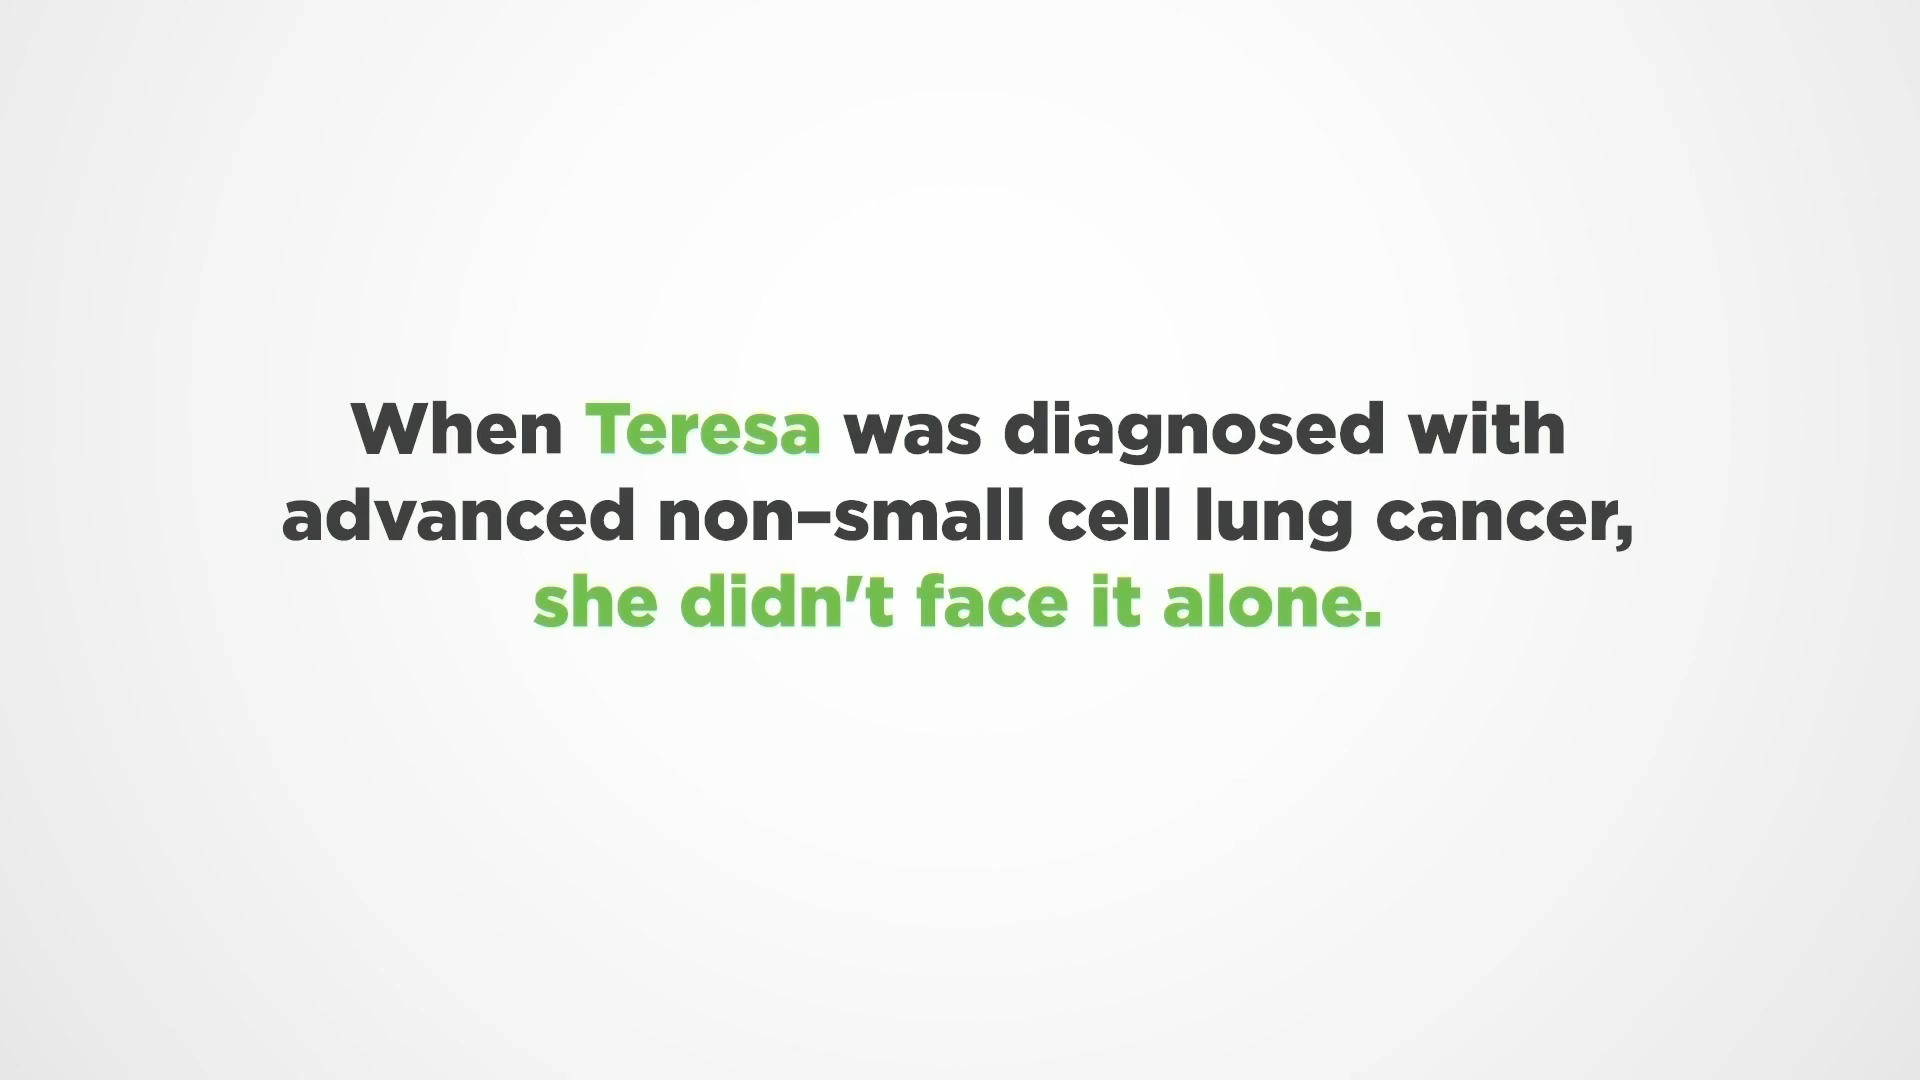 When Teresa was diagnosed with
advanced non–small cell lung cancer,
she didn't face it alone.